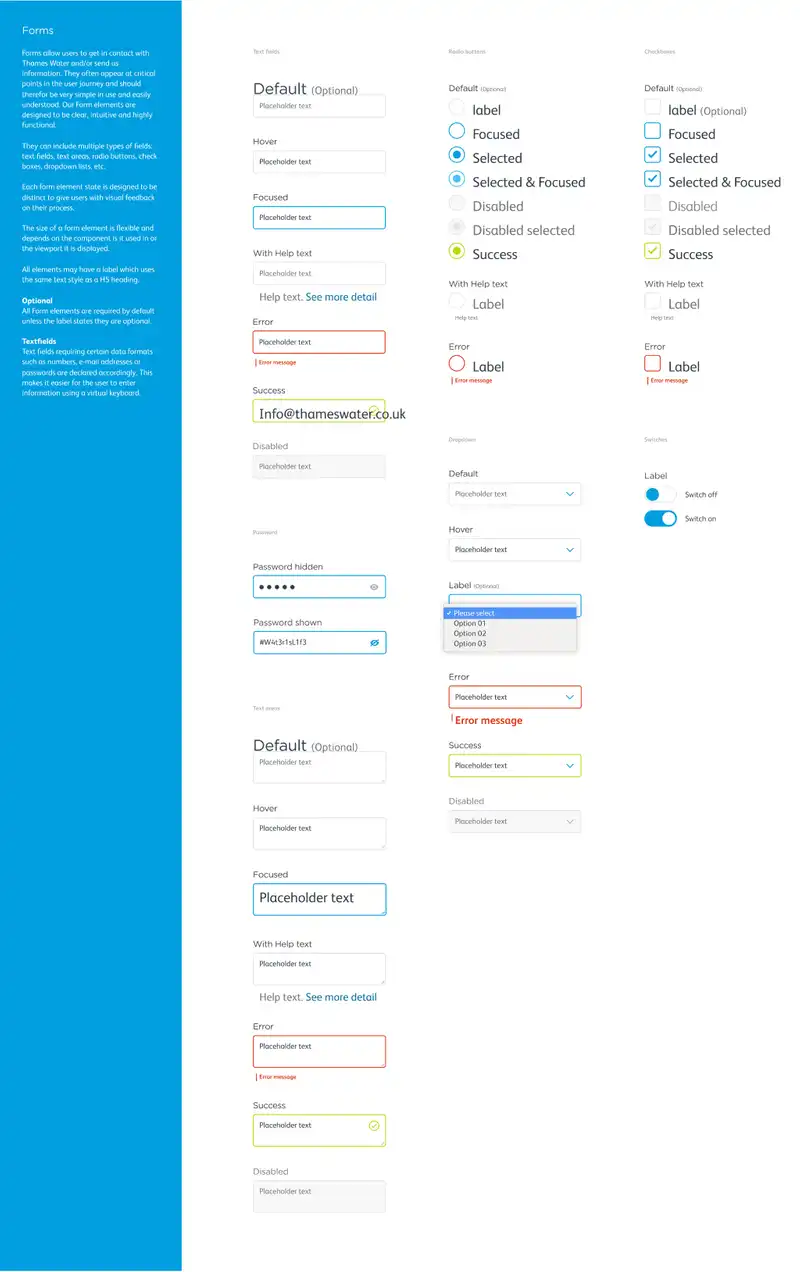 Forms
Forms allow users to get in contact with
Thames Water and/or send us
information. They often appear at critical
points in the user journey and should
therefor be very simple in use and easily
understood. Our Form elements are
designed to be clear, intuitive and highly
functional.
They can include multiple types of fields:
text fields, text areas, radio buttons, check
boxes, dropdown lists, etc.
Each form element state is designed to be
distinct to give users with visual feedback
on their process.
The size of a form element is flexible and
depends on the component is it used in or
the viewport it is displayed.
All elements may have a label which uses
the same text style as a H5 heading.
Optional
All Form elements are required by default
unless the label states they are optional.
Textfields
Text fields requiring certain data formats
such as numbers, e-mail addresses or
passwords are declared accordingly. This
makes it easier for the user to enter
information using a virtual keyboard.
Text fields
Default (Optional)
Placeholder text
Hover
Placeholder text
Focused
Placeholder text
With Help text
Placeholder text
Help text. See more detail
Error
Placeholder text
Error message
Success
Info@thameswater.co.uk
Disabled
Placeholder text
Password
Password hidden
Password shown
#W4t3r1sL1f3
Text areas
Default (Optional)
Placeholder text
Hover
Placeholder text
Focused
Placeholder text
With Help text
Placeholder text
Help text. See more detail
Error
Placeholder text
Error message
Success
Placeholder text
Disabled
Placeholder text
Radio buttons
Default (Optional)
label
Focused
Selected
Selected & Focused
Disabled
Disabled selected
Success
With Help text
Label
Help text
Error
Label
Error message
Dropdown
Default
Placeholder text
Hover
Placeholder text
Label (Optional)
Please select
Option 01
Option 02
Option 03
Error
Placeholder text
Error message
Success
Placeholder text
Disabled
Placeholder text
Checkboxes
Default (Optional)
label (Optional)
Focused
Selected
Selected & Focused
Disabled
Disabled selected
Success
With Help text
Label
Help text
Error
Label
Error message
Switches
Label
Switch off
Switch on